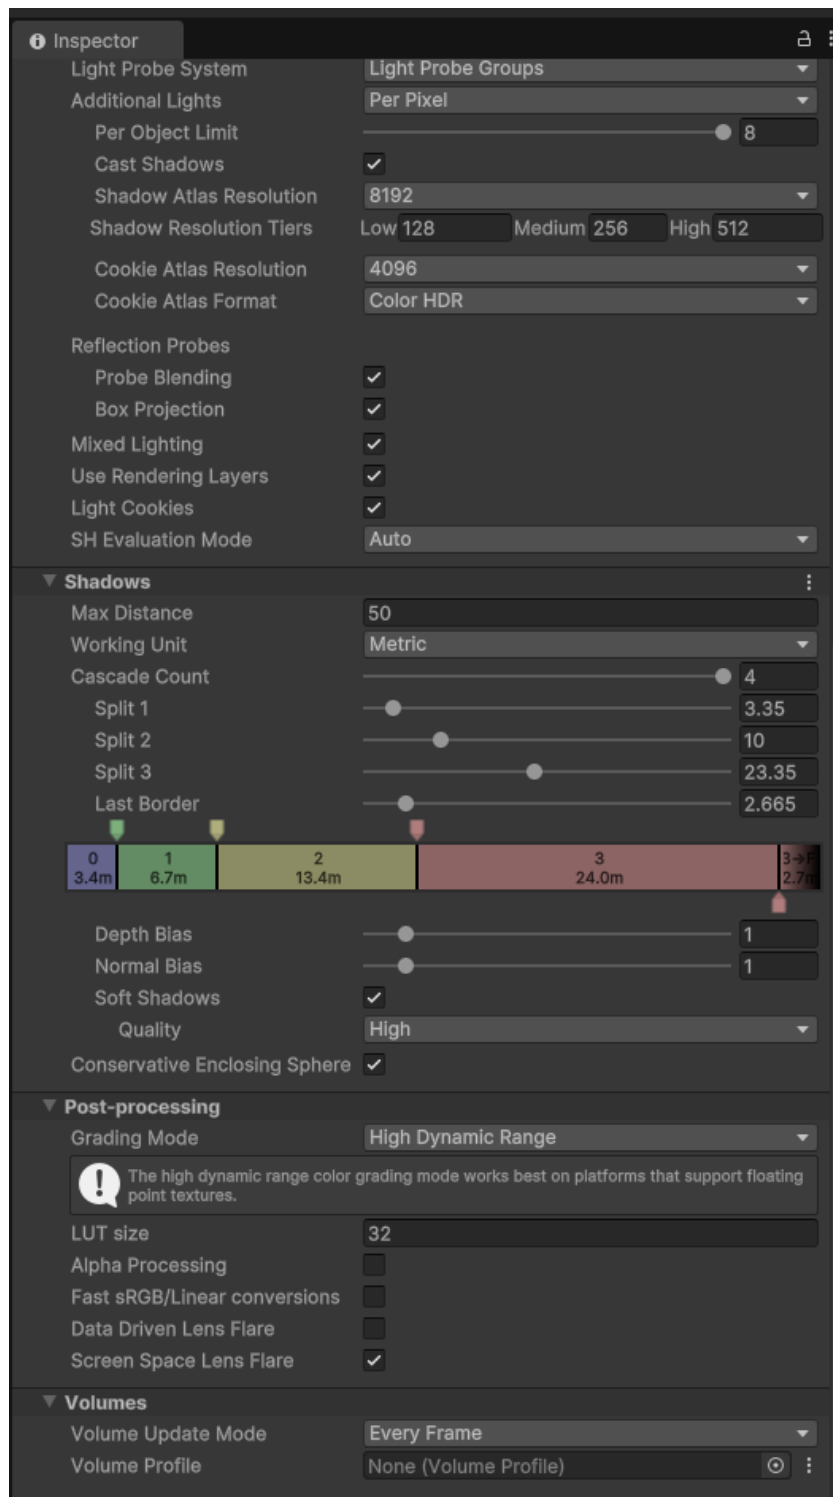 Inspector
Light Probe System Light Probe Groups
Additional Lights Per Pixel
Per Object Limit 8
Cast Shadows
Shadow Atlas Resolution 8192
Shadow Resolution Tiers Low 128 Medium 256 High 512
Cookie Atlas Resolution 4096
Cookie Atlas Format Color HDR
Reflection Probes
Probe Blending
Box Projection
Mixed Lighting
Use Rendering Layers
Light Cookies
SH Evaluation Mode Auto
Shadows
Max Distance 50
Working Unit Metric
Cascade Count 4
Split 1 3.35
Split 2 10
Split 3 23.35
Last Border 2.665
0 1 2 3 3→F
3.4m 6.7m 13.4m 24.0m 2.7m
Depth Bias 1
Normal Bias 1
Soft Shadows
Quality High
Conservative Enclosing Sphere
Post-processing
Grading Mode High Dynamic Range
The high dynamic range color grading mode works best on platforms that support floating
point textures.
LUT size 32
Alpha Processing
Fast sRGB/Linear conversions
Data Driven Lens Flare
Screen Space Lens Flare
Volumes
Volume Update Mode Every Frame
Volume Profile None (Volume Profile)